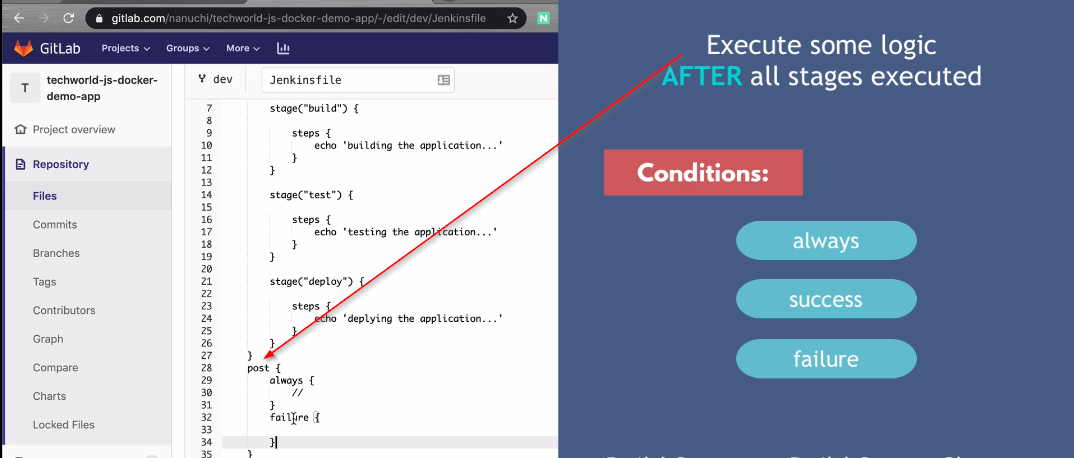 gitlab.com/nanuchi/techworld-js-docker-demo-app/-/edit/dev/Jenkinsfile
N
GitLab
Projects
Groups
More
T
techworld-js-docker-
demo-app
Project overview
Repository
Files
Commits
Branches
Tags
Contributors
Graph
Compare
Charts
Locked Files
dev
Jenkinsfile
7 stage("build") {
8
9 steps {
10 echo 'building the application...'
11 }
12 }
13
14 stage("test") {
15
16 steps {
17 echo 'testing the application...'
18 }
19 }
20
21 stage("deploy") {
22
23 steps {
24 echo 'deplying the application...'
25 }
26 }
27 }
28 post {
29 always {
30 //
31 }
32 failure {
33
34 }
35 }
Execute some logic
AFTER all stages executed
Conditions:
always
success
failure